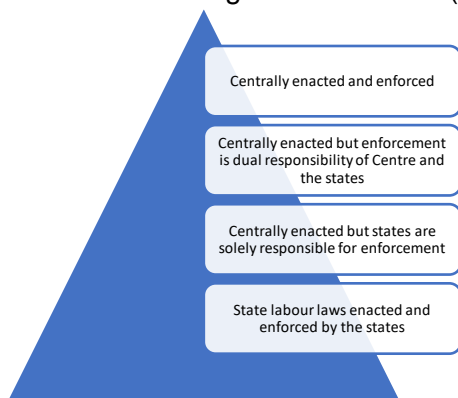 (
Centrally enacted and enforced
Centrally enacted but enforcement
is dual responsibility of Centre and
the states
Centrally enacted but states are
solely responsible for enforcement
State labour laws enacted and
enforced by the states